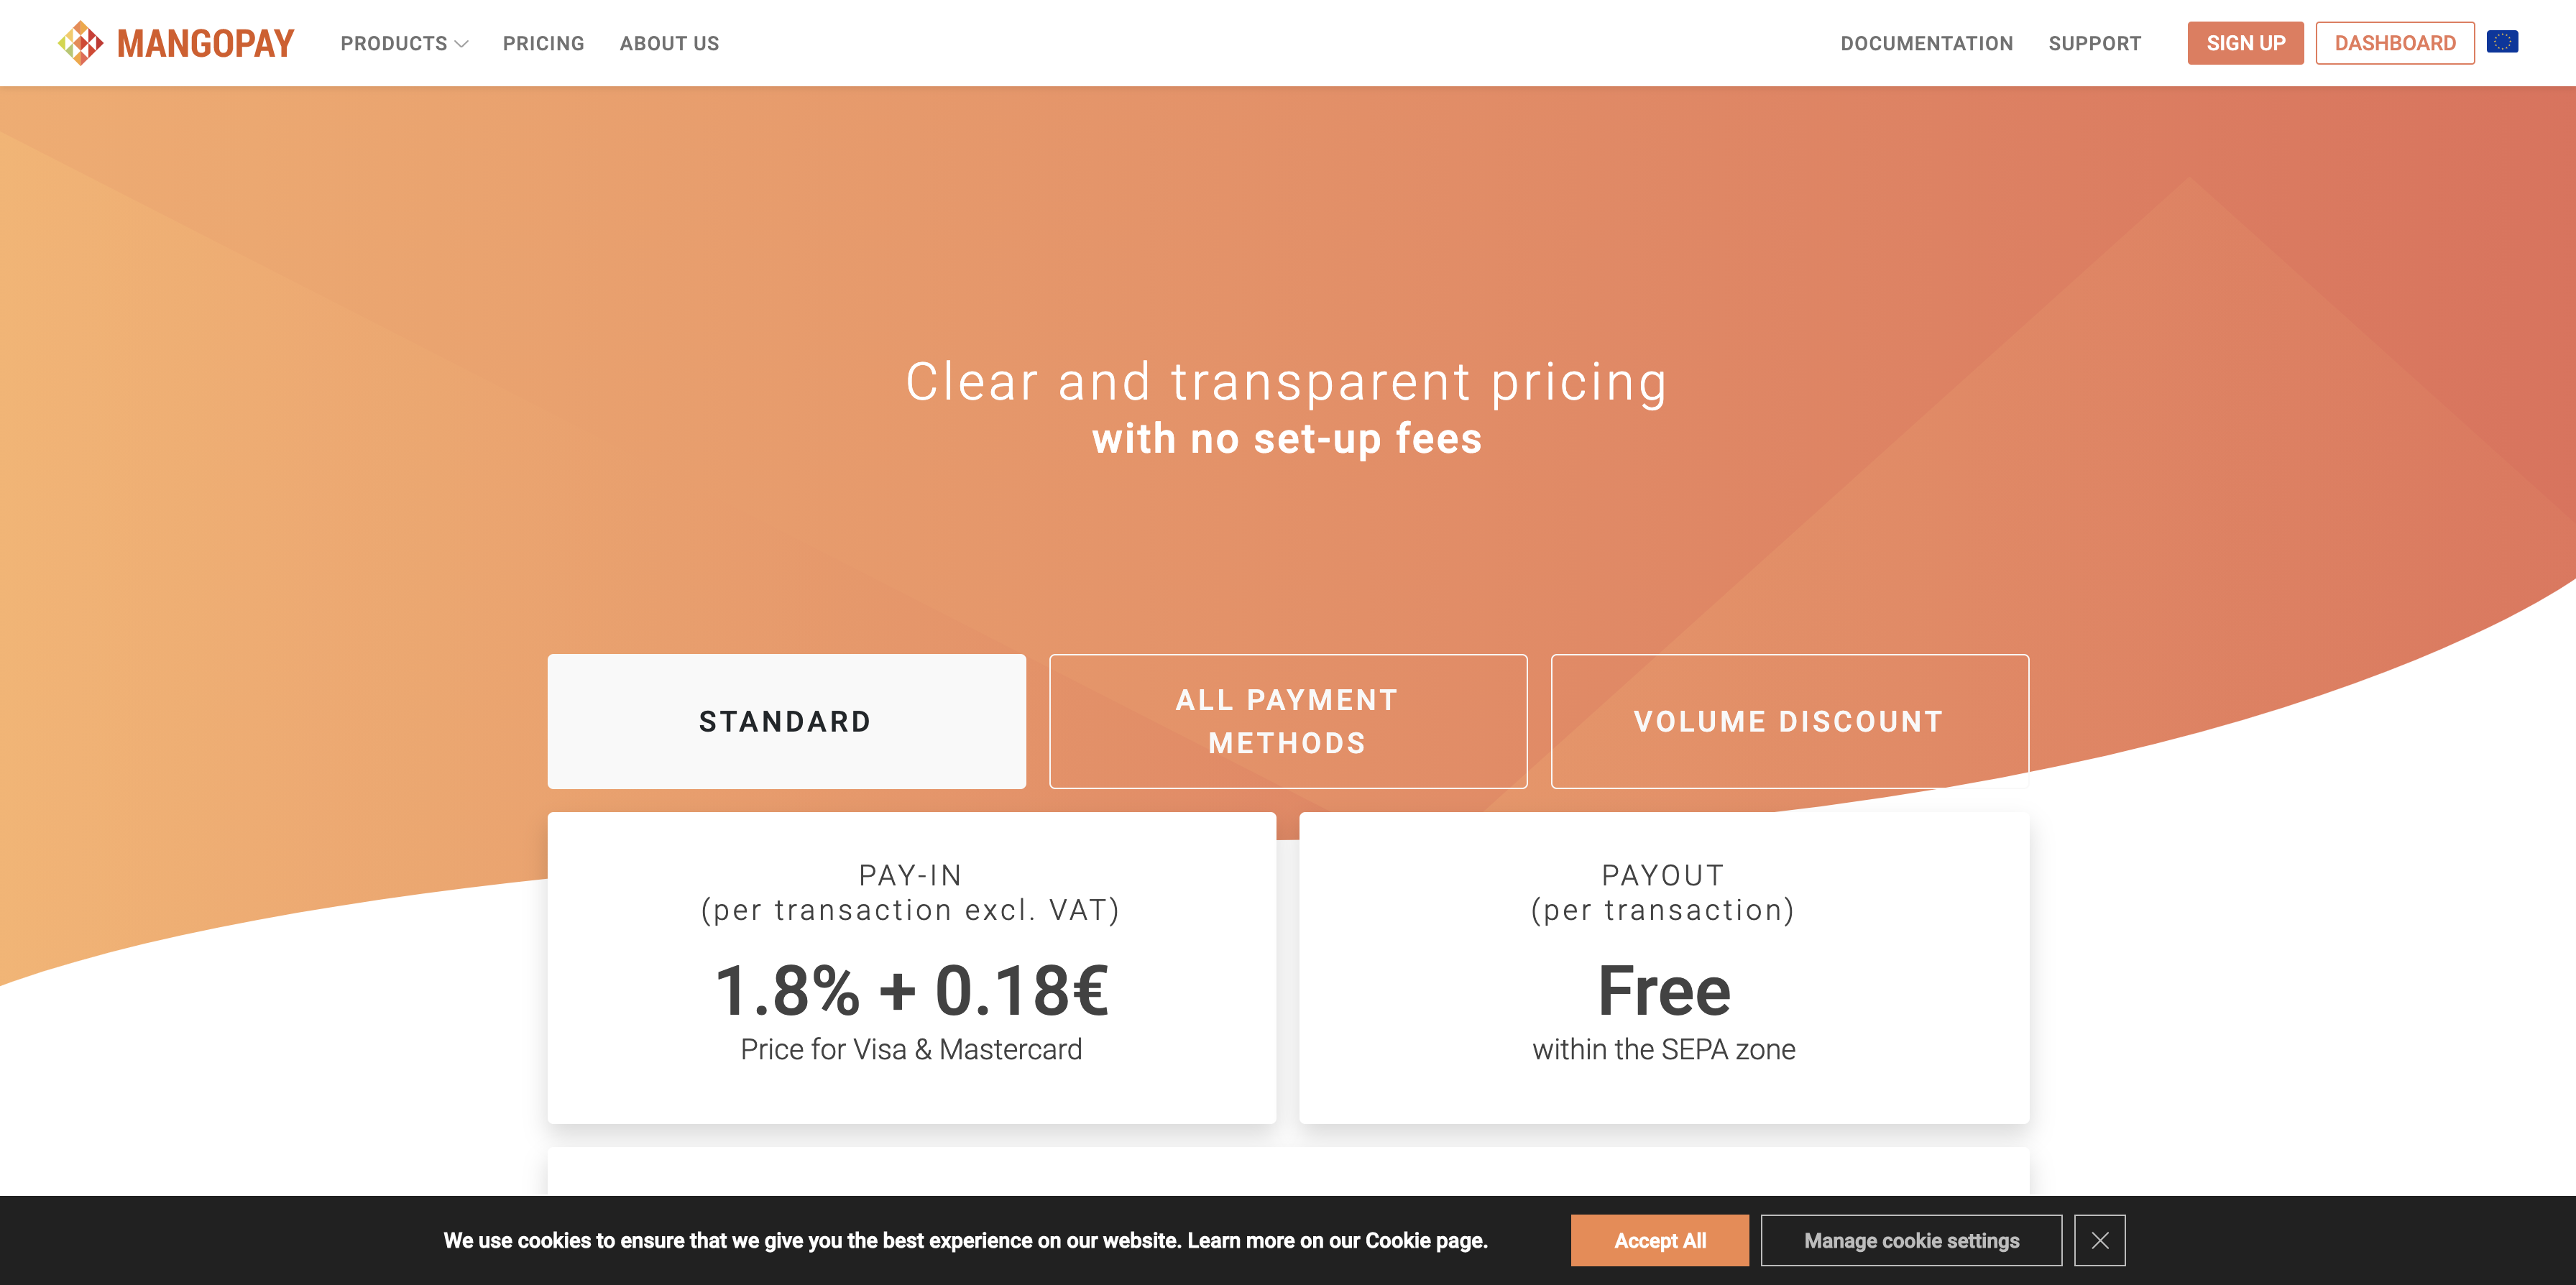 MANGOPAY
PRODUCTS
PRICING
ABOUT US
DOCUMENTATION
SUPPORT
SIGN UP
DASHBOARD
Clear and transparent pricing
with no set-up fees
STANDARD
ALL PAYMENT
METHODS
VOLUME DISCOUNT
PAY-IN
(per transaction excl. VAT)
1.8% + 0.18€
Price for Visa & Mastercard
PAYOUT
(per transaction)
Free
within the SEPA zone
We use cookies to ensure that we give you the best experience on our website. Learn more on our Cookie page.
Accept All
Manage cookie settings